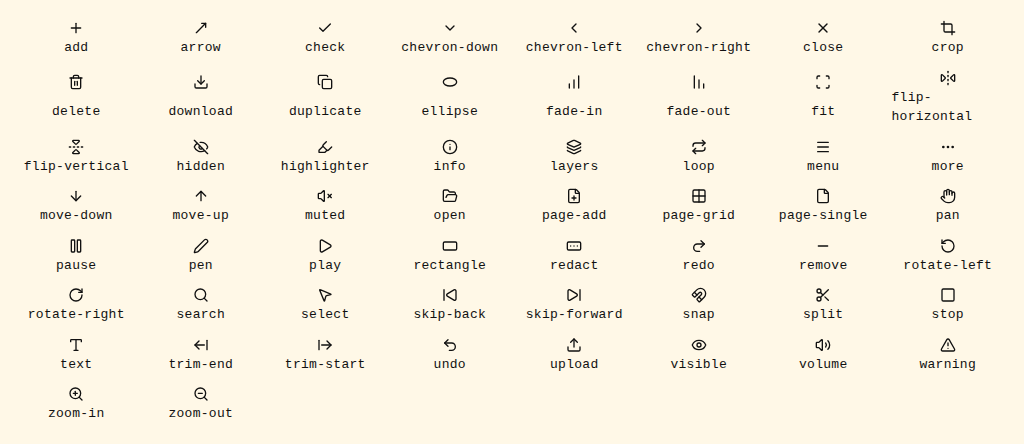 add arrow check chevron-down chevron-left chevron-right close crop
delete download duplicate ellipse fade-in fade-out fit flip-
horizontal
flip-vertical hidden highlighter info layers loop menu more
move-down move-up muted open page-add page-grid page-single pan
pause pen play rectangle redact redo remove rotate-left
rotate-right search select skip-back skip-forward snap split stop
text trim-end trim-start undo upload visible volume warning
zoom-in zoom-out